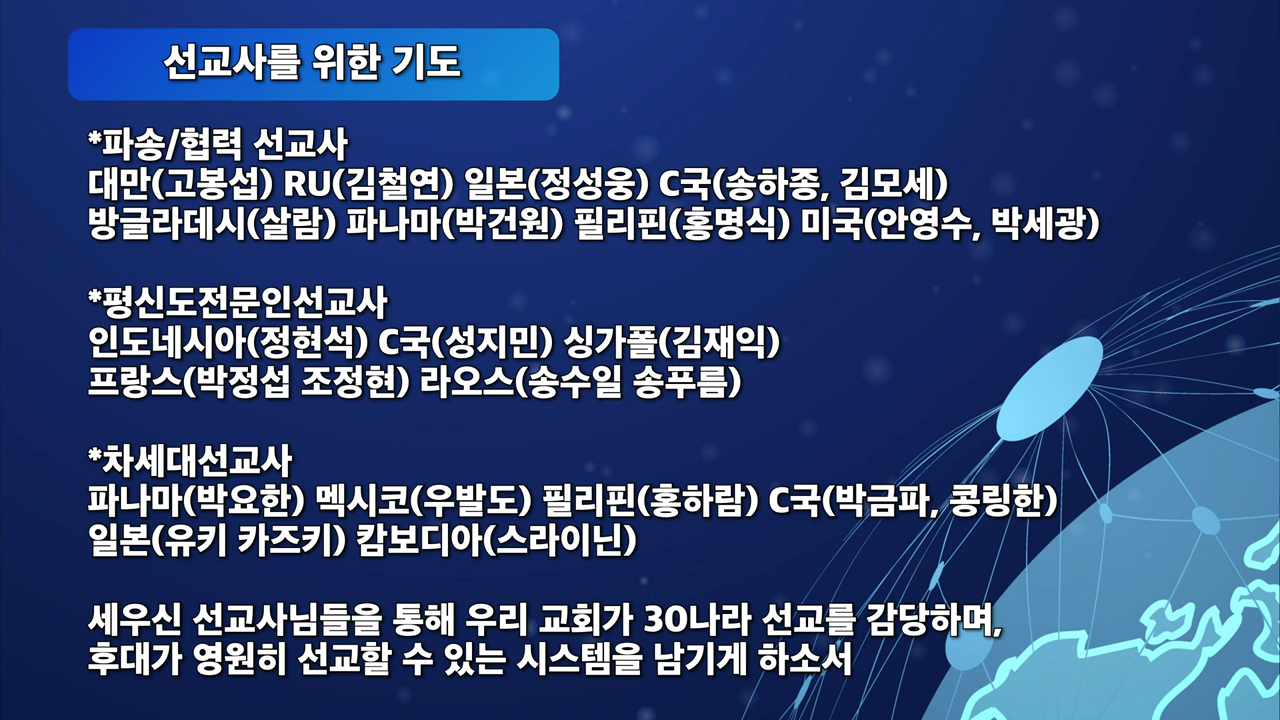 선교사를 위한 기도
*파송/협력 선교사
대만(고봉섭) RU(김철연) 일본(정성웅) C국(송하종, 김모세)
방글라데시(살람) 파나마(박건원) 필리핀(홍명식) 미국(안영수, 박세광)
*평신도전문인선교사
인도네시아(정현석) C국(성지민) 싱가폴(김재익)
프랑스(박정섭 조정현) 라오스(송수일 송푸름)
*차세대선교사
파나마(박요한) 멕시코(우발도) 필리핀(홍하람) C국(박금파, 콩링한)
일본(유키 카즈키) 캄보디아(스라이닌)
세우신 선교사님들을 통해 우리 교회가 30나라 선교를 감당하며,
후대가 영원히 선교할 수 있는 시스템을 남기게 하소서